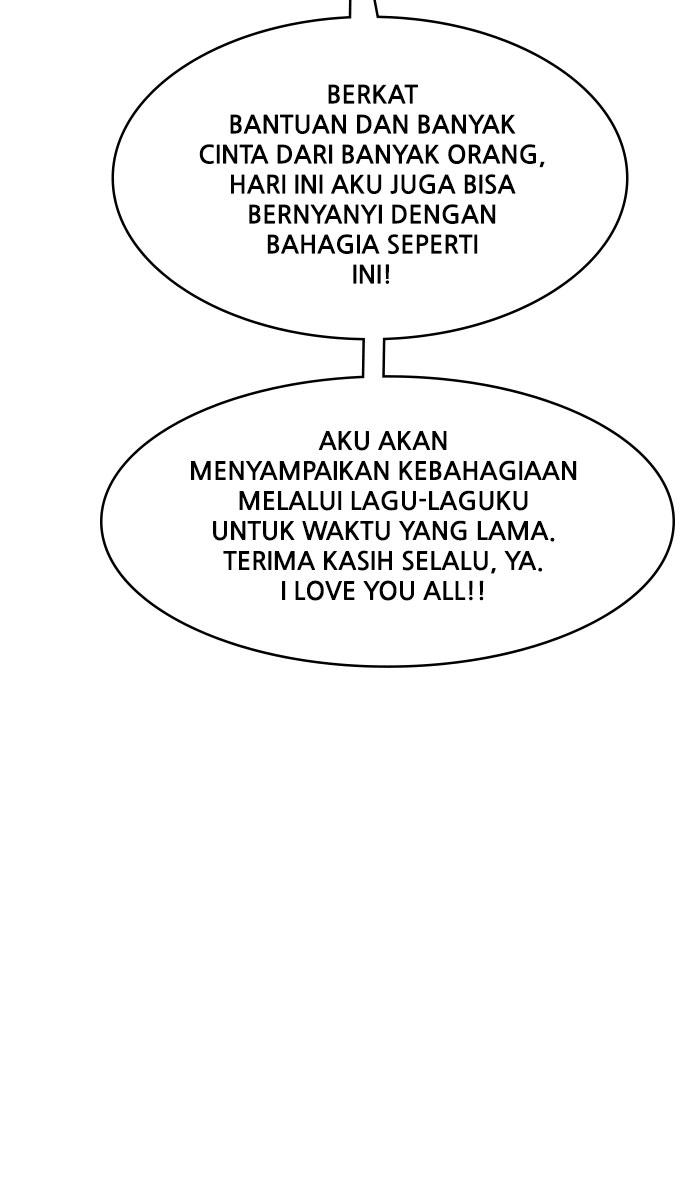 BERKAT
BANTUAN DAN BANYAK
CINTA DARI BANYAK ORANG,
HARI INI AKU JUGA BISA
BERNYANYI DENGAN
BAHAGIA SEPERTI
INI!
AKU AKAN
MENYAMPAIKAN KEBAHAGIAAN
MELALUI LAGU-LAGUKU
UNTUK WAKTU YANG LAMA.
TERIMA KASIH SELALU, YA.
I LOVE YOU ALL!!